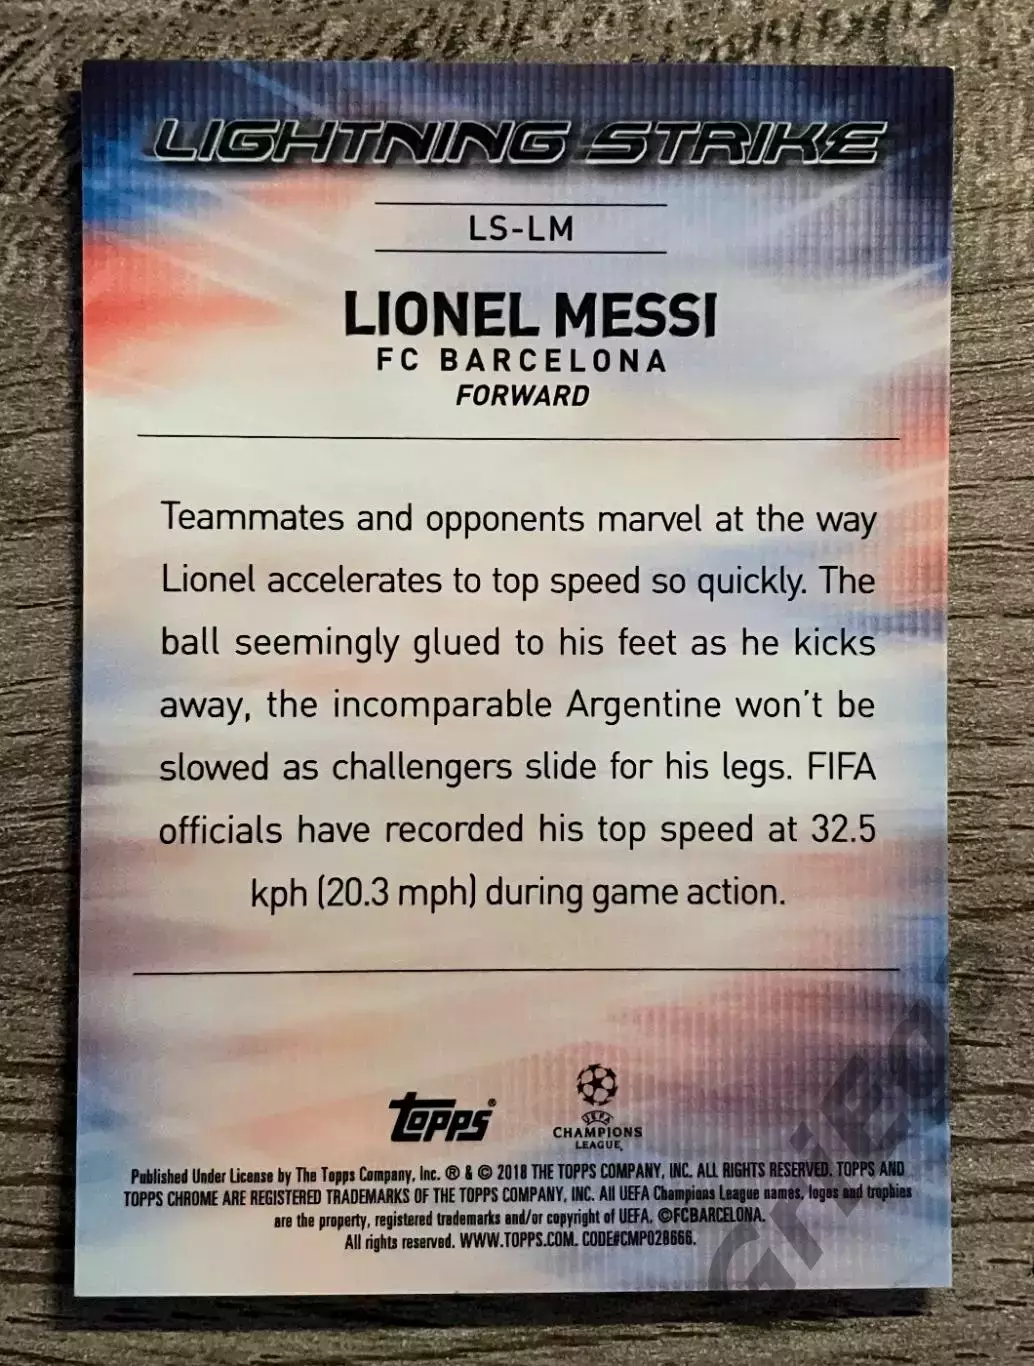 LIGHTNING STRIKE
LS-LM
LIONEL MESSI
FC BARCELONA
FORWARD
Teammates and opponents marvel at the way
Lionel accelerates to top speed so quickly. The
ball seemingly glued to his feet as he kicks
away, the incomparable Argentine won't be
slowed as challengers slide for his legs. FIFA
officials have recorded his top speed at 32.5
kph (20.3 mph) during game action.
Topps®
UEFA
CHAMPIONS
LEAGUE
Published Under License by The Topps Company, Inc. ® & © 2018 THE TOPPS COMPANY, INC. ALL RIGHTS RESERVED. TOPPS AND
TOPPS CHROME ARE REGISTERED TRADEMARKS OF THE TOPPS COMPANY, INC. All UEFA Champions League names, logos and trophies
are the property, registered trademarks and/or copyright of UEFA. ©FCBARCELONA.
All rights reserved. WWW.TOPPS.COM. CODE#CMP028666.